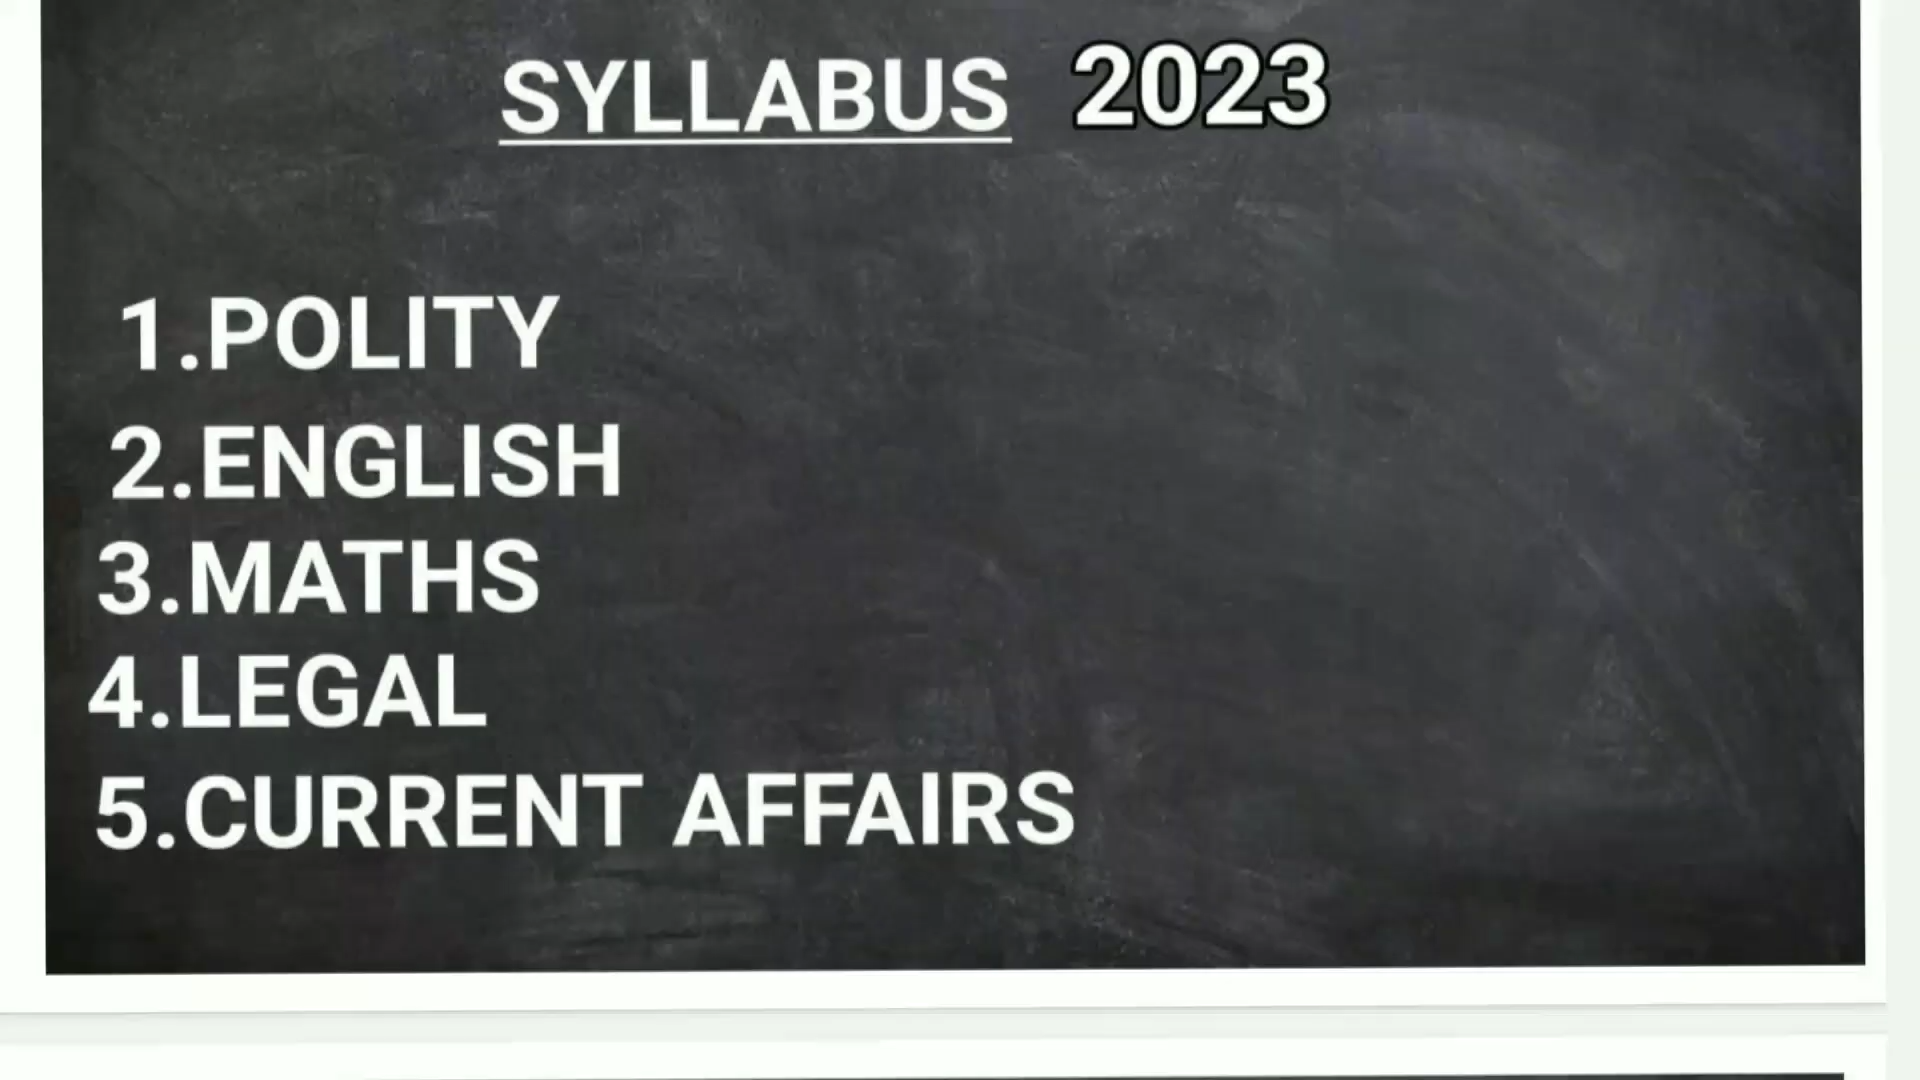 SYLLABUS 2023
1.POLITY
2.ENGLISH
3.MATHS
4.LEGAL
5.CURRENT AFFAIRS